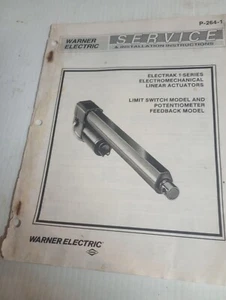 P-264-1
WARNER
ELECTRIC
SERVICE
& INSTALLATION INSTRUCTIONS
ELECTRAK 1-SERIES
ELECTROMECHANICAL
LINEAR ACTUATORS
LIMIT SWITCH MODEL AND
POTENTIOMETER
FEEDBACK MODEL
WARNER ELECTRIC